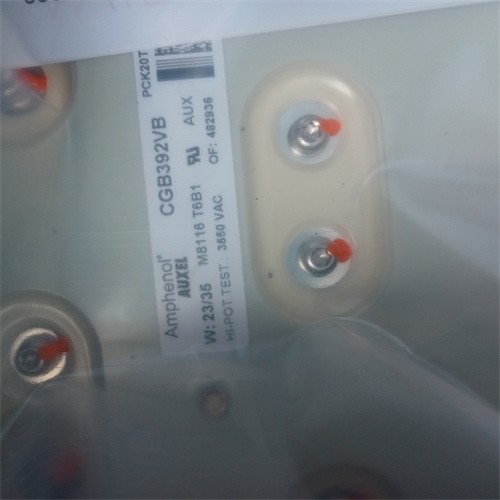 PCK20T
Amphenol®
AUXEL
CGB392VB
W: 23/35
M8116 T6B1
AUX
HI-POT TEST : 3550 VAC
OF: 482936